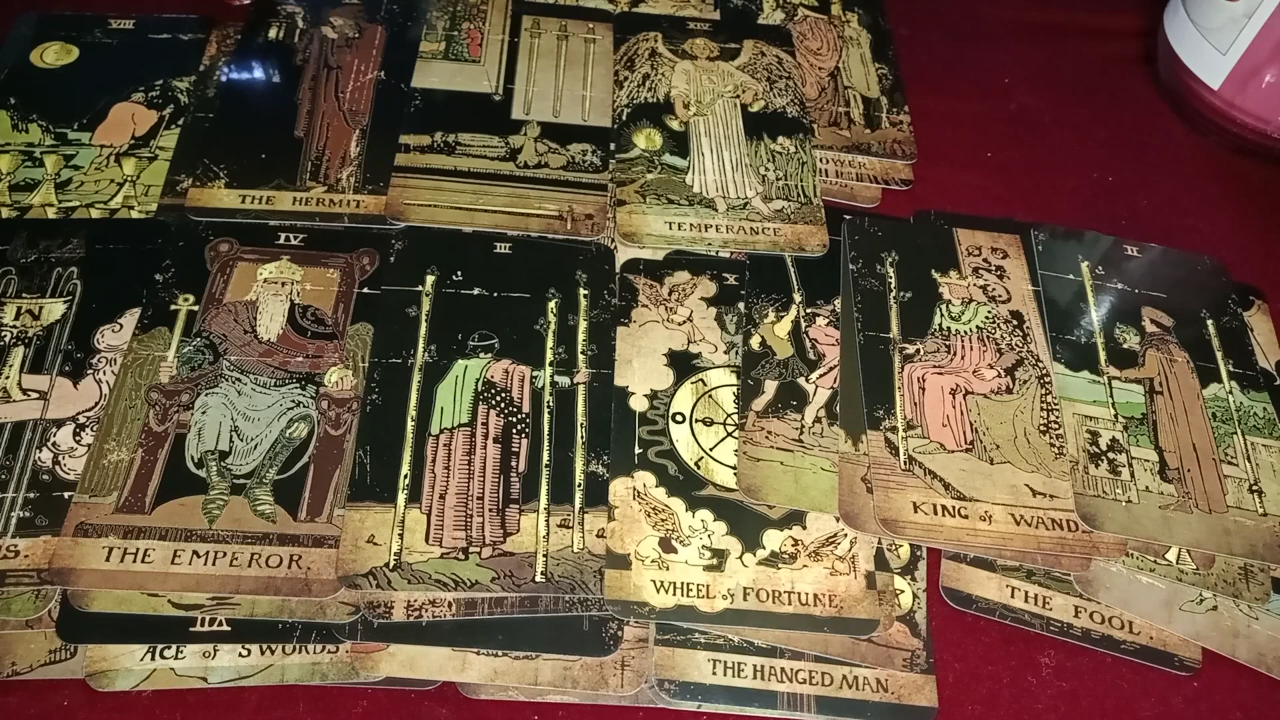 VIII
THE HERMIT.
XIV
TEMPERANCE.
IV
THE EMPEROR.
III
X
WHEEL of FORTUNE.
II
KING of WAND
THE FOOL.
ACE of SWORDS.
THE HANGED MAN.